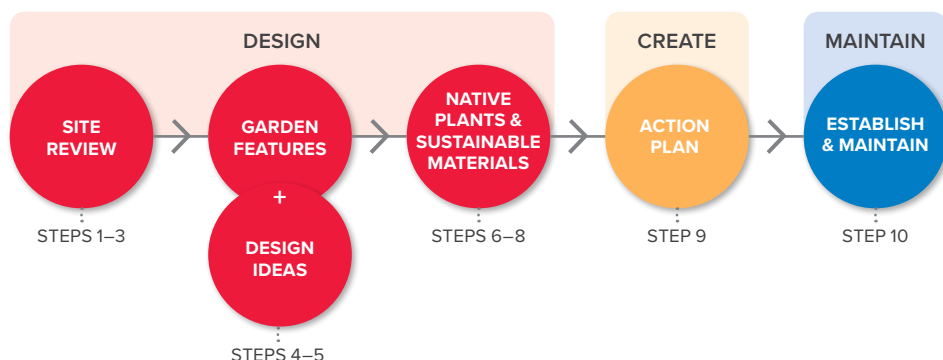 DESIGN
CREATE
MAINTAIN
SITE
REVIEW
GARDEN
FEATURES
+
DESIGN
IDEAS
NATIVE
PLANTS &
SUSTAINABLE
MATERIALS
ACTION
PLAN
ESTABLISH
& MAINTAIN
STEPS 1–3
STEPS 4–5
STEPS 6–8
STEP 9
STEP 10